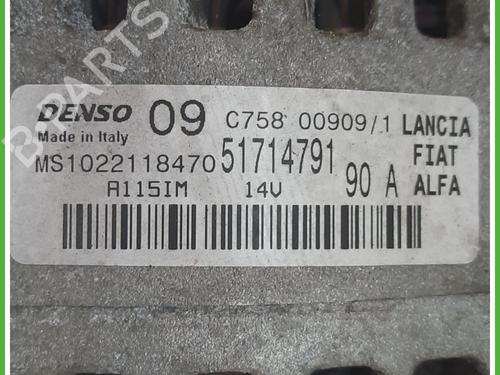 B-PARTS
DENSO 09 C758 00909/1 LANCIA
Made in Italy
MS1022118470 51714791 FIAT
A115IM 14V 90 A ALFA